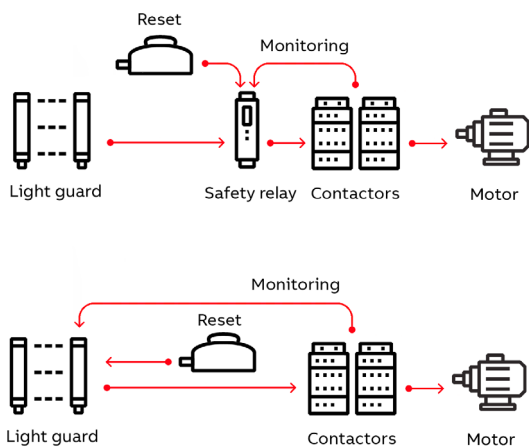 Reset
Monitoring
Light guard
Safety relay
Contactors
Motor
Monitoring
Reset
Light guard
Contactors
Motor